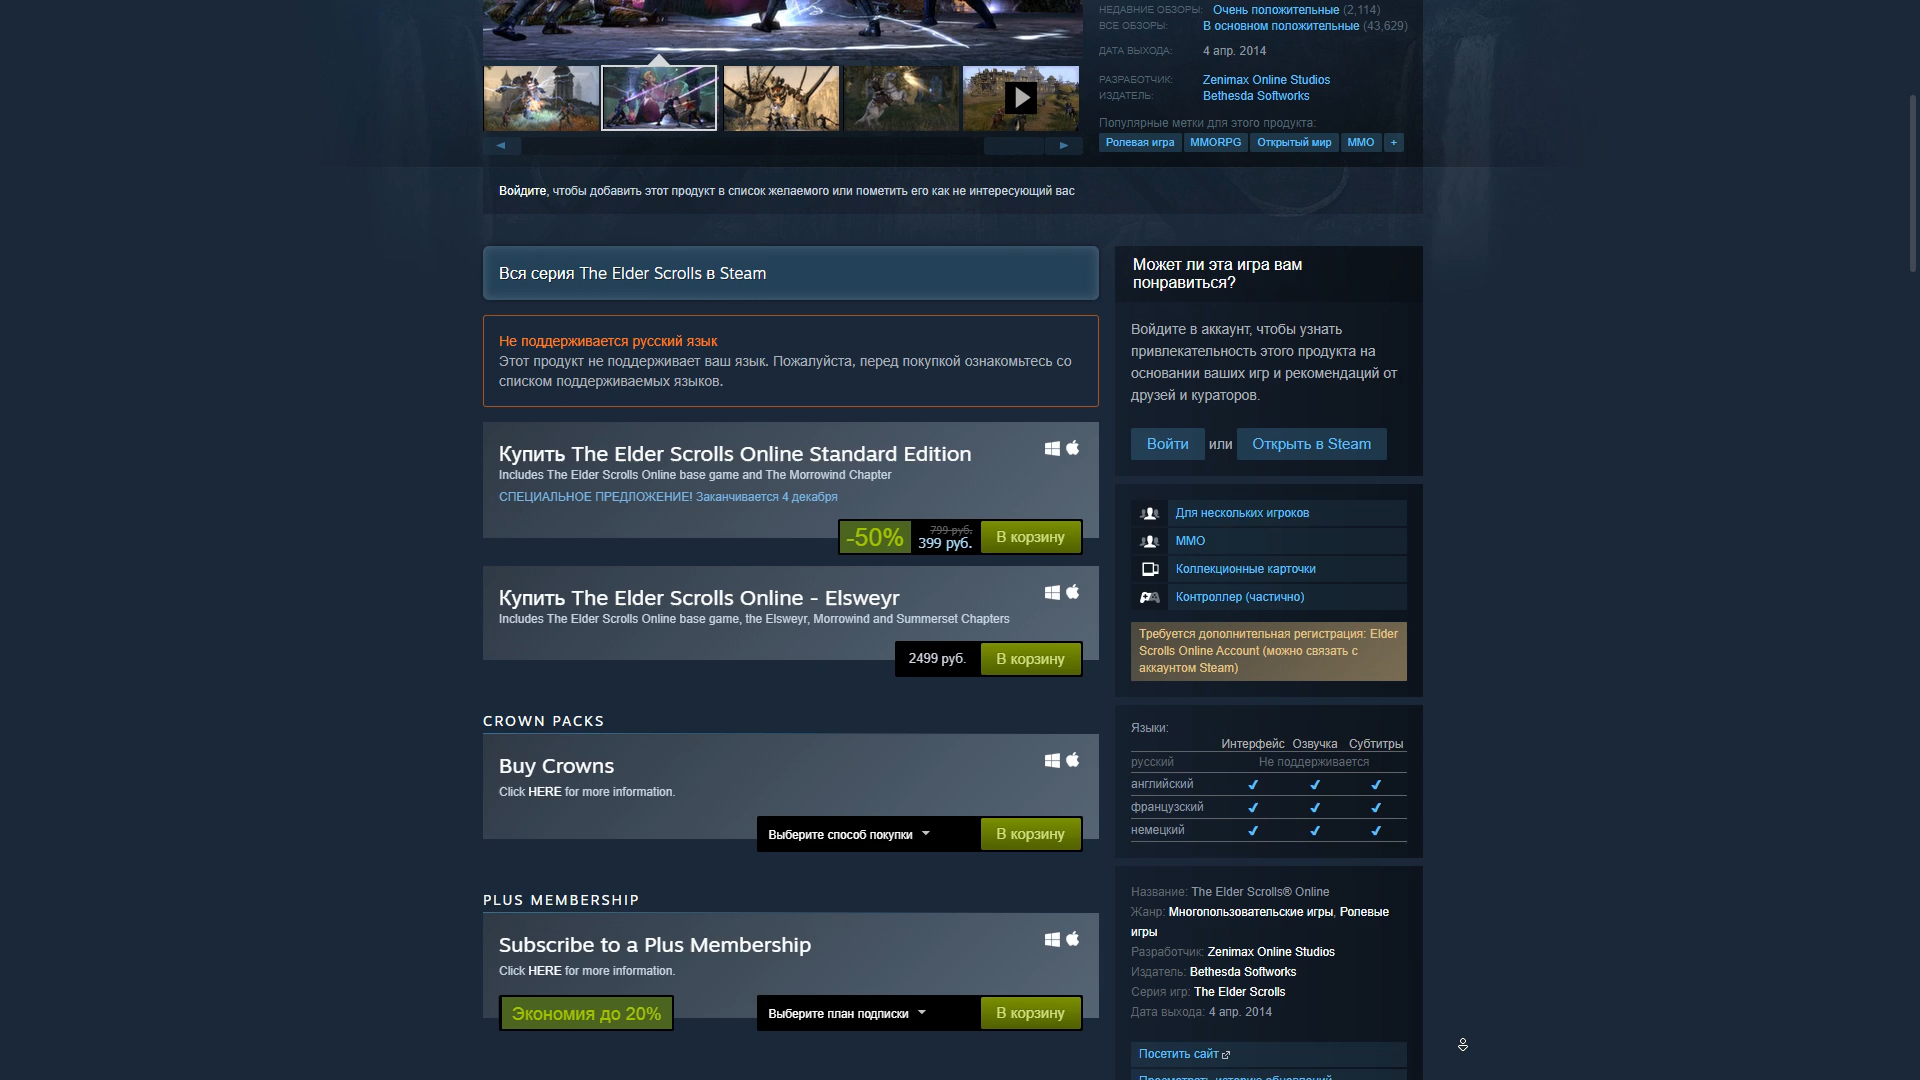 НЕДАВНИЕ ОБЗОРЫ: Очень положительные (2,114)
ВСЕ ОБЗОРЫ: В основном положительные (43,629)
ДАТА ВЫХОДА: 4 апр. 2014
РАЗРАБОТЧИК: Zenimax Online Studios
ИЗДАТЕЛЬ: Bethesda Softworks
Популярные метки для этого продукта:
Ролевая игра MMORPG Открытый мир MMO +
Войдите, чтобы добавить этот продукт в список желаемого или пометить его как не интересующий вас
Вся серия The Elder Scrolls в Steam
Не поддерживается русский язык
Этот продукт не поддерживает ваш язык. Пожалуйста, перед покупкой ознакомьтесь со
списком поддерживаемых языков.
Купить The Elder Scrolls Online Standard Edition
Includes The Elder Scrolls Online base game and The Morrowind Chapter
СПЕЦИАЛЬНОЕ ПРЕДЛОЖЕНИЕ! Заканчивается 4 декабря
-50% 799 руб. 399 руб. В корзину
Купить The Elder Scrolls Online - Elsweyr
Includes The Elder Scrolls Online base game, the Elsweyr, Morrowind and Summerset Chapters
2499 руб. В корзину
CROWN PACKS
Buy Crowns
Click HERE for more information.
Выберите способ покупки В корзину
PLUS MEMBERSHIP
Subscribe to a Plus Membership
Click HERE for more information.
Экономия до 20% Выберите план подписки В корзину
Может ли эта игра вам
понравиться?
Войдите в аккаунт, чтобы узнать
привлекательность этого продукта на
основании ваших игр и рекомендаций от
друзей и кураторов.
Войти или Открыть в Steam
Для нескольких игроков
MMO
Коллекционные карточки
Контроллер (частично)
Требуется дополнительная регистрация: Elder
Scrolls Online Account (можно связать с
аккаунтом Steam)
Языки:
Интерфейс Озвучка Субтитры
русский Не поддерживается
английский ✔ ✔ ✔
французский ✔ ✔ ✔
немецкий ✔ ✔ ✔
Название: The Elder Scrolls® Online
Жанр: Многопользовательские игры, Ролевые
игры
Разработчик: Zenimax Online Studios
Издатель: Bethesda Softworks
Серия игр: The Elder Scrolls
Дата выхода: 4 апр. 2014
Посетить сайт
Просмотреть историю обновлений